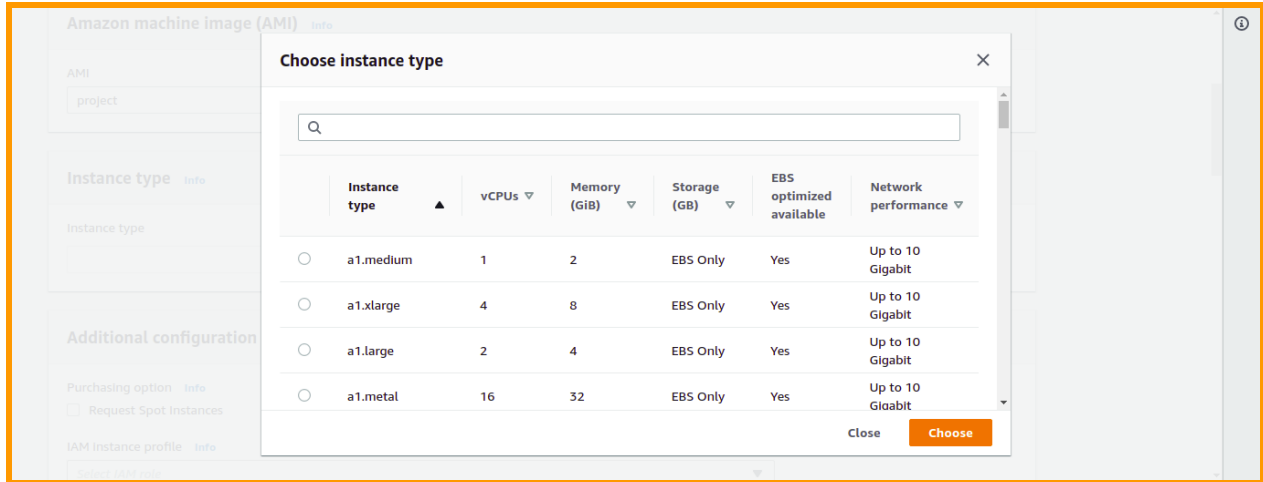 Amazon machine image (AMI) Info
Choose instance type
AMI
project
Instance type Info
Instance type
Instance
type
vCPUs
Memory
(GiB)
Storage
(GB)
EBS
optimized
available
Network
performance
a1.medium 1 2 EBS Only Yes Up to 10
Gigabit
a1.xlarge 4 8 EBS Only Yes Up to 10
Gigabit
a1.large 2 4 EBS Only Yes Up to 10
Gigabit
a1.metal 16 32 EBS Only Yes Up to 10
Gigabit
Close Choose
Additional configuration
Purchasing option Info
Request Spot Instances
IAM instance profile Info
Select IAM role